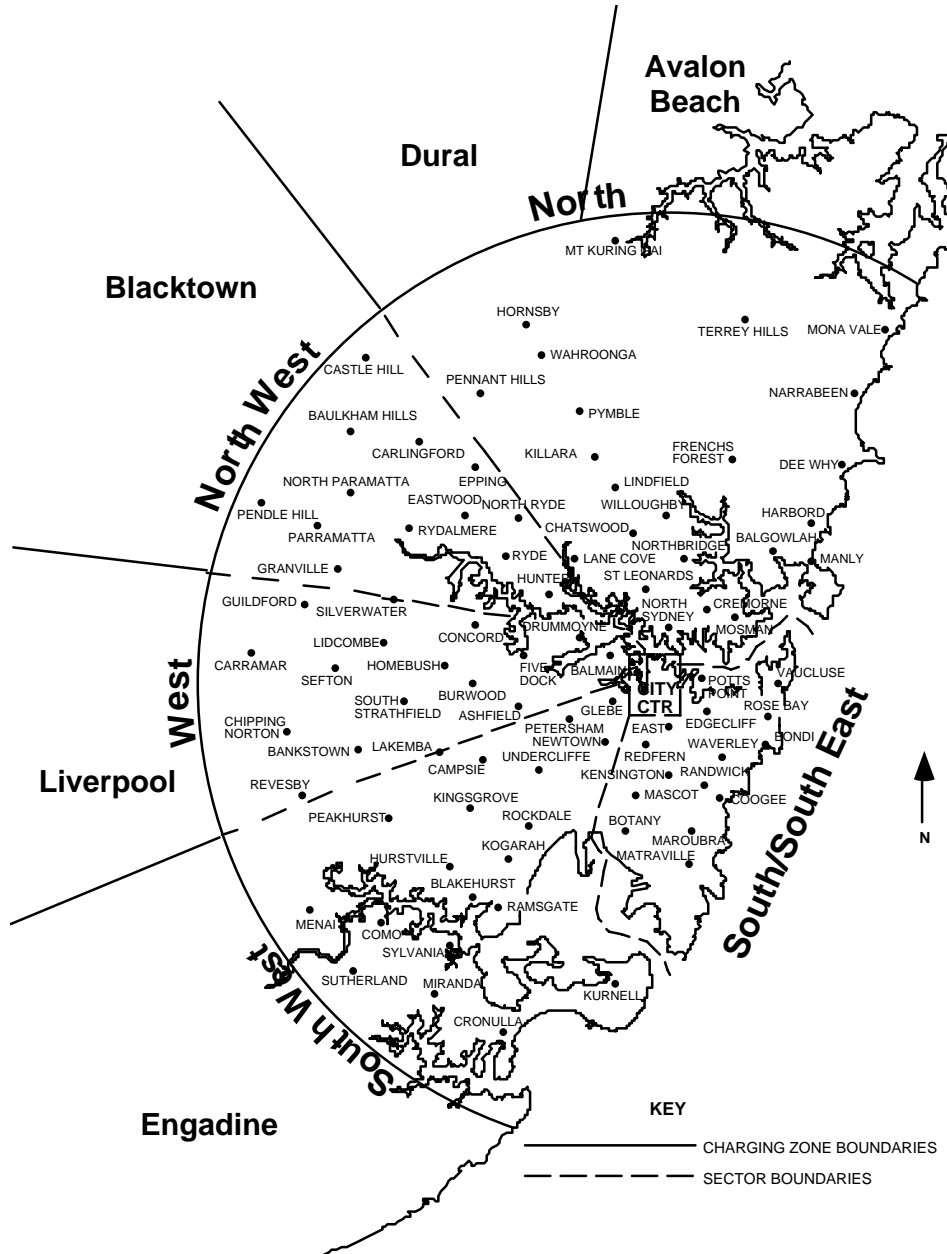 Avalon
Beach
Dural
North
MT KURING GAI
Blacktown
HORNSBY
TERREY HILLS
MONA VALE
WAHROONGA
CASTLE HILL
North West
PENNANT HILLS
NARRABEEN
BAULKHAM HILLS
PYMBLE
CARLINGFORD
KILLARA
FRENCHS
FOREST
DEE WHY
EPPING
NORTH PARAMATTA
LINDFIELD
EASTWOOD
NORTH RYDE
WILLOUGHBY
PENDLE HILL
RYDALMERE
CHATSWOOD
HARBORD
PARRAMATTA
NORTHBRIDGE
BALGOWLAH
RYDE
LANE COVE
MANLY
GRANVILLE
HUNTER
ST LEONARDS
GUILDFORD
SILVERWATER
NORTH
SYDNEY
CREMORNE
DRUMMOYNE
MOSMAN
CONCORD
LIDCOMBE
West
CARRAMAR
HOMEBUSH
SEFTON
FIVE
DOCK
BALMAIN
POTTS
POINT
VAUCLUSE
CITY
CTR
BURWOOD
SOUTH
STRATHFIELD
ASHFIELD
GLEBE
ROSE BAY
EDGECLIFF
CHIPPING
NORTON
PETERSHAM
EAST
BONDI
BANKSTOWN
LAKEMBA
NEWTOWN
REDFERN
WAVERLEY
CAMPSIE
UNDERCLIFFE
Liverpool
KENSINGTON
RANDWICK
REVESBY
MASCOT
COOGEE
South/South East
KINGSGROVE
PEAKHURST
ROCKDALE
BOTANY
MAROUBRA
N
KOGARAH
MATRAVILLE
HURSTVILLE
BLAKEHURST
RAMSGATE
MENAI
COMO
SYLVANIA
South West
SUTHERLAND
MIRANDA
KURNELL
CRONULLA
Engadine
KEY
CHARGING ZONE BOUNDARIES
SECTOR BOUNDARIES